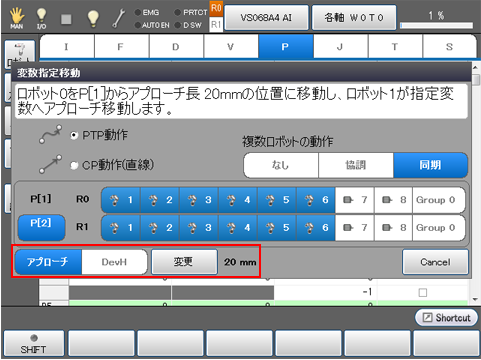 MAN
I/O
EMG
AUTO EN
PRTCT
D SW
R0
R1
VS068A4 AI
各軸 W0T0
1 %
I
F
D
V
P
J
T
S
変数指定移動
ロボット0をP[1]からアプローチ長 20mmの位置に移動し、ロボット1が指定変
数へアプローチ移動します。
PTP動作
CP動作(直線)
複数ロボットの動作
なし
協調
同期
P[1]
R0
1
2
3
4
5
6
7
8
Group 0
P[2]
R1
1
2
3
4
5
6
7
8
Group 0
アプローチ
DevH
変更
20 mm
Cancel
-1
Shortcut
SHIFT